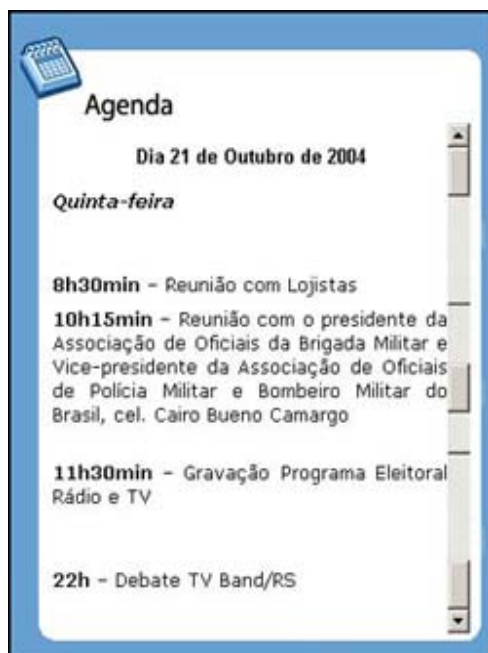 Agenda
Dia 21 de Outubro de 2004
Quinta-feira
8h30min – Reunião com Lojistas
10h15min – Reunião com o presidente da
Associação de Oficiais da Brigada Militar e
Vice-presidente da Associação de Oficiais
de Polícia Militar e Bombeiro Militar do
Brasil, cel. Cairo Bueno Camargo
11h30min – Gravação Programa Eleitoral
Rádio e TV
22h – Debate TV Band/RS